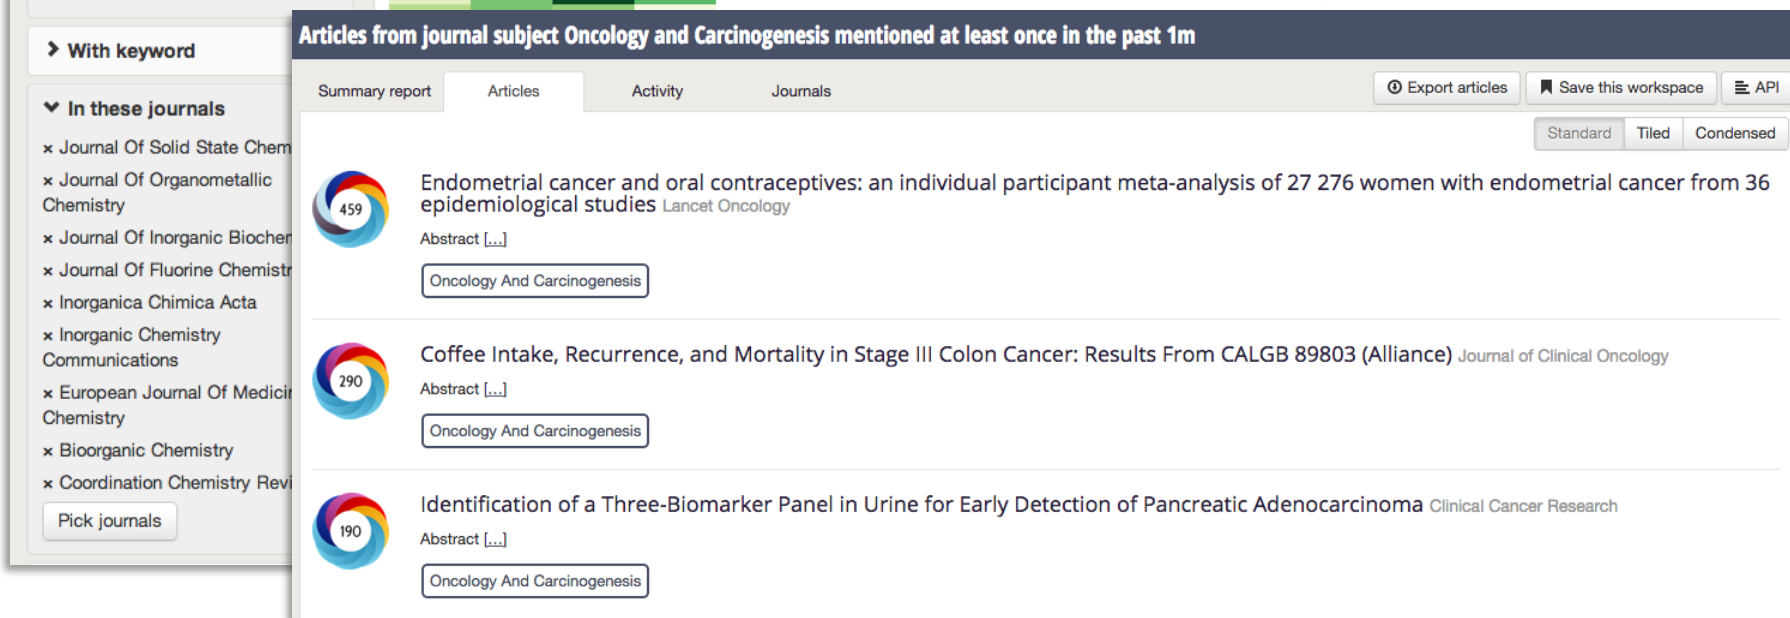 With keyword
In these journals
× Journal Of Solid State Chem
× Journal Of Organometallic
Chemistry
× Journal Of Inorganic Biocher
× Journal Of Fluorine Chemistr
× Inorganica Chimica Acta
× Inorganic Chemistry
Communications
× European Journal Of Medicin
Chemistry
× Bioorganic Chemistry
× Coordination Chemistry Revi
Pick journals
Articles from journal subject Oncology and Carcinogenesis mentioned at least once in the past 1m
Summary report Articles Activity Journals Export articles Save this workspace API
Standard Tiled Condensed
459
Endometrial cancer and oral contraceptives: an individual participant meta-analysis of 27 276 women with endometrial cancer from 36
epidemiological studies Lancet Oncology
Abstract [...]
Oncology And Carcinogenesis
290
Coffee Intake, Recurrence, and Mortality in Stage III Colon Cancer: Results From CALGB 89803 (Alliance) Journal of Clinical Oncology
Abstract [...]
Oncology And Carcinogenesis
190
Identification of a Three-Biomarker Panel in Urine for Early Detection of Pancreatic Adenocarcinoma Clinical Cancer Research
Abstract [...]
Oncology And Carcinogenesis